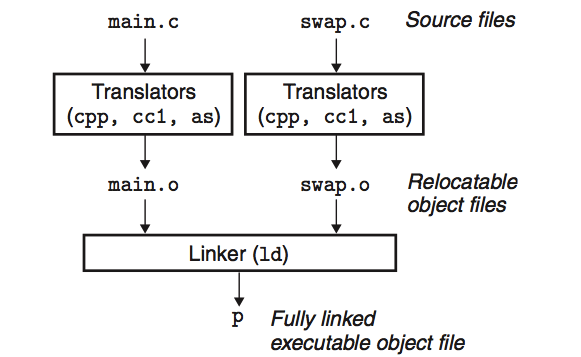 main.c swap.c Source files
Translators Translators
(cpp, cc1, as) (cpp, cc1, as)
main.o swap.o Relocatable
object files
Linker (ld)
p Fully linked
executable object file